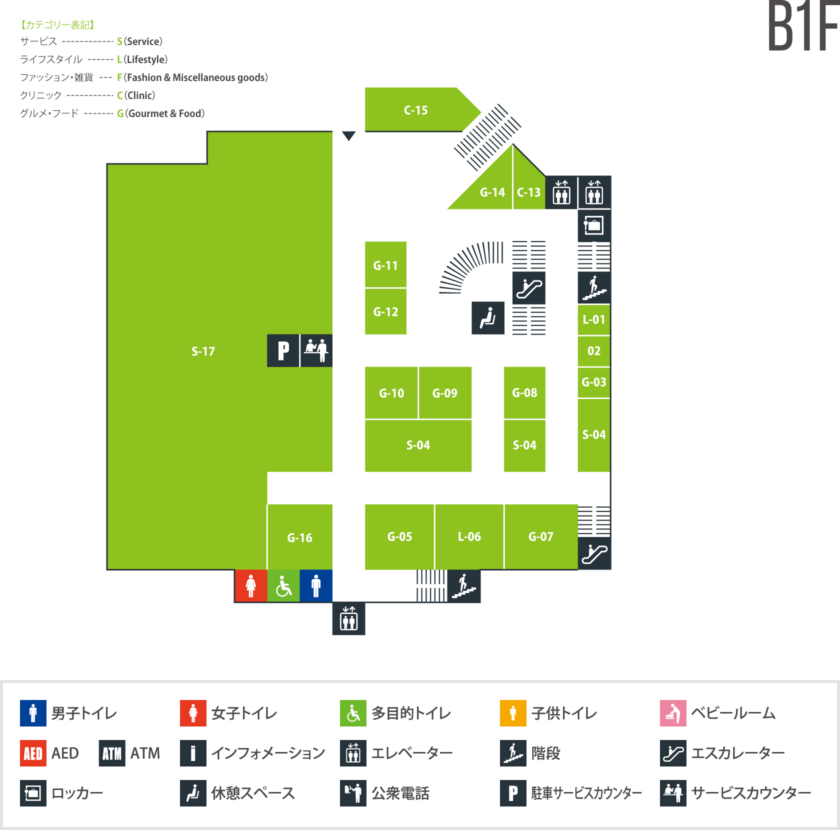 B1F
【カテゴリー表記】
サービス ----------- S (Service)
ライフスタイル ------ L (Lifestyle)
ファッション・雑貨 --- F (Fashion & Miscellaneous goods)
クリニック ---------- C (Clinic)
グルメ・フード ------- G (Gourmet & Food)
C-15
G-14 C-13
G-11
G-12
L-01
S-17
P
02
G-03
G-10 G-09 G-08
S-04
S-04
S-04
G-16
G-05 L-06 G-07
男子トイレ 女子トイレ 多目的トイレ 子供トイレ ベビールーム
AED AED ATM ATM i インフォメーション エレベーター 階段 エスカレーター
ロッカー 休憩スペース 公衆電話 P 駐車サービスカウンター サービスカウンター